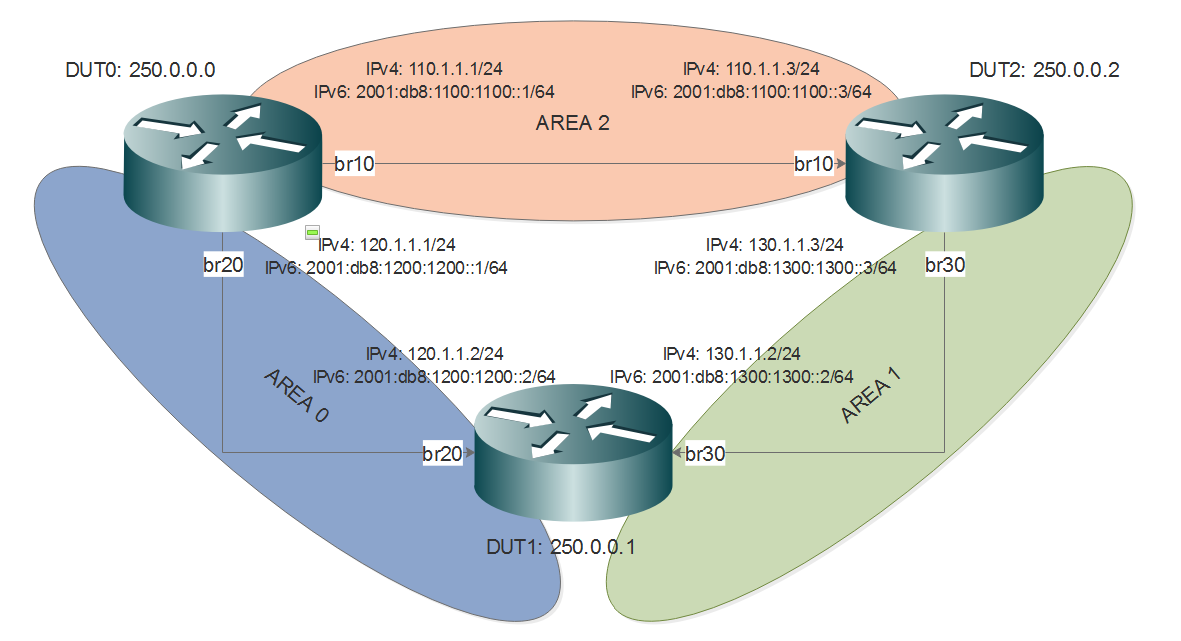 DUT0: 250.0.0.0
IPv4: 110.1.1.1/24
IPv6: 2001:db8:1100:1100::1/64
IPv4: 110.1.1.3/24
IPv6: 2001:db8:1100:1100::3/64
DUT2: 250.0.0.2
AREA 2
br10
br10
br20
IPv4: 120.1.1.1/24
IPv6: 2001:db8:1200:1200::1/64
IPv4: 130.1.1.3/24
IPv6: 2001:db8:1300:1300::3/64
br30
IPv4: 120.1.1.2/24
IPv6: 2001:db8:1200:1200::2/64
IPv4: 130.1.1.2/24
IPv6: 2001:db8:1300:1300::2/64
AREA 0
AREA 1
br20
br30
DUT1: 250.0.0.1